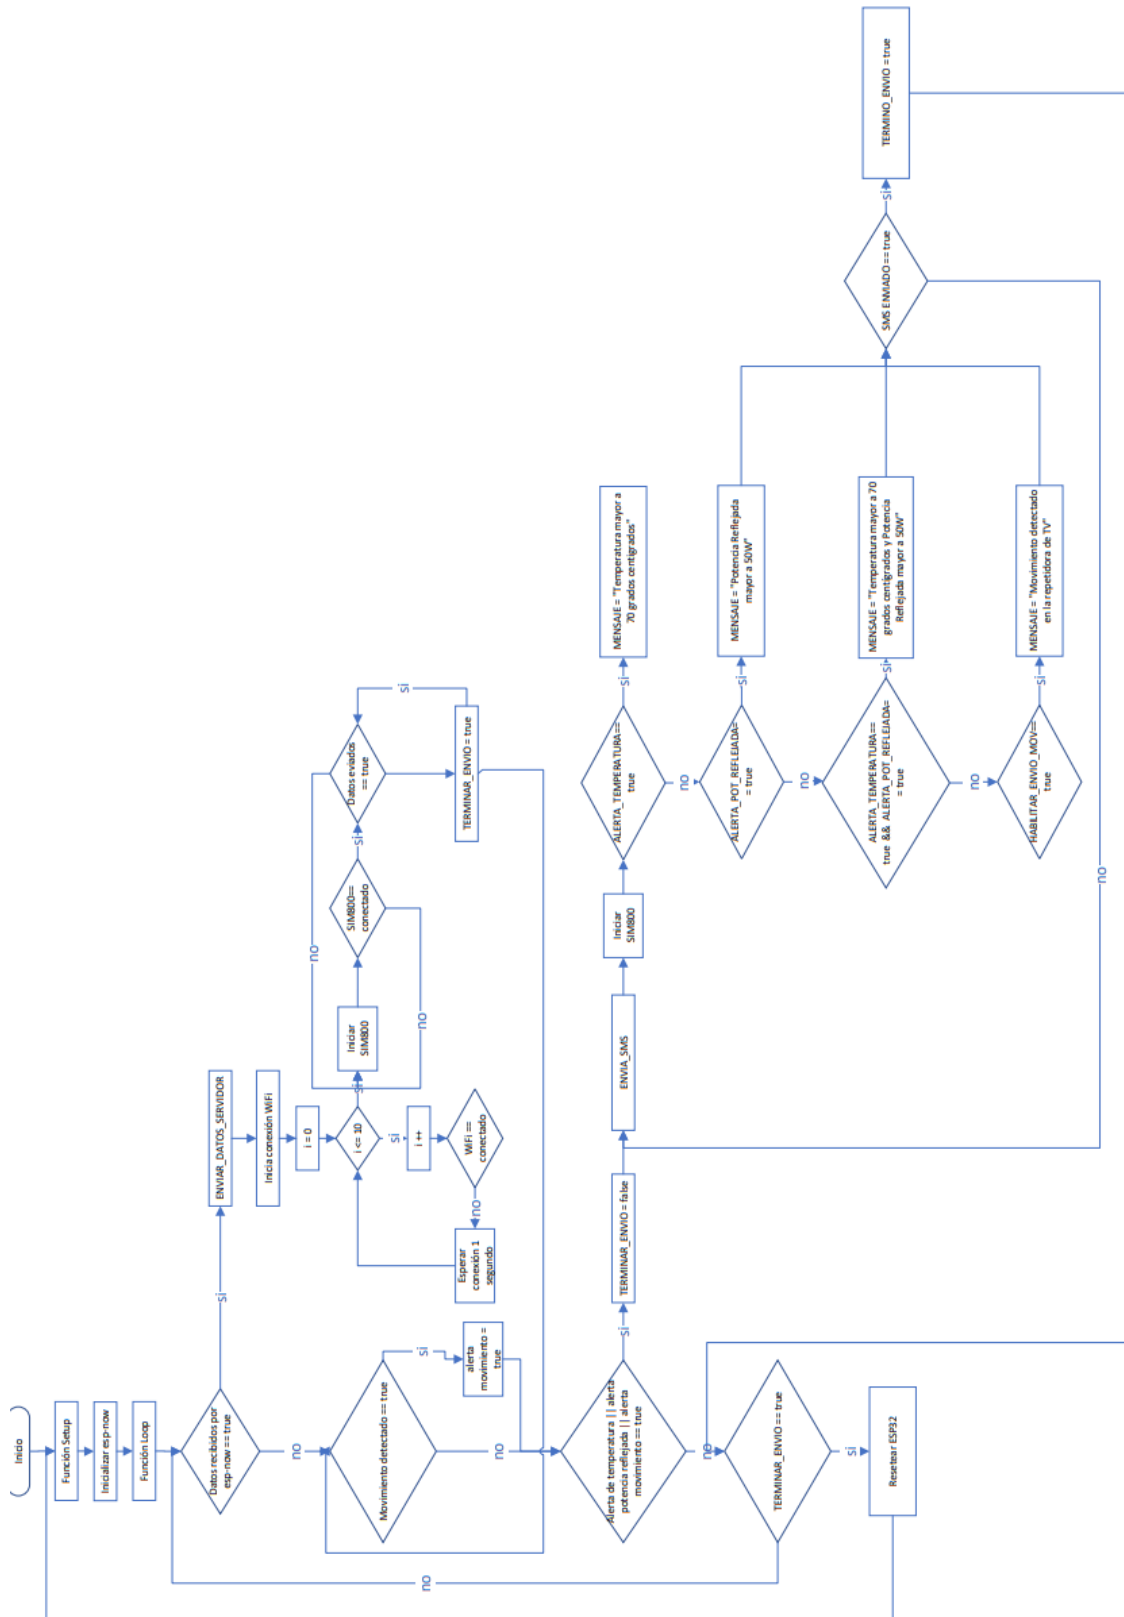 Inicio
Función Setup
Inicializar esp-now
Función Loop
Datos recibidos por
esp-now == true
si
no
ENVIAR_DATOS_SERVIDOR
Inicia conexión WiFi
i = 0
i <= 10
si
si
i ++
WiFi ==
conectado
no
Esperar
conexión 1
segundo
Iniciar
SIM800
SIM800==
conectado
si
no
Datos eviados
== true
no
si
TERMINAR_ENVIO = true
Movimiento detectado == true
si
no
alerta
movimiento =
true
Alerta de temperatura || alerta
potencia reflejada || alerta
movimiento == true
si
no
TERMINAR_ENVIO = false
ENVIA_SMS
Iniciar
SIM800
ALERTA_TEMPERATURA==
true
si
no
MENSAJE = "Temperatura mayor a
70 grados centigrados"
ALERTA_POT_REFLEJADA=
= true
si
no
MENSAJE = "Potencia Reflejada
mayor a 50W"
ALERTA_TEMPERATURA==
true && ALERTA_POT_REFLEJADA=
= true
si
no
MENSAJE = "Temperatura mayor a 70
grados centigrados y Potencia
Reflejada mayor a 50W"
HABILITAR_ENVIO_MOV==
true
si
MENSAJE = "Movimiento detectado
en la repetidora de TV"
SMS ENVIADO == true
si
no
TERMINO_ENVIO = true
TERMINAR_ENVIO == true
si
no
Resetear ESP32